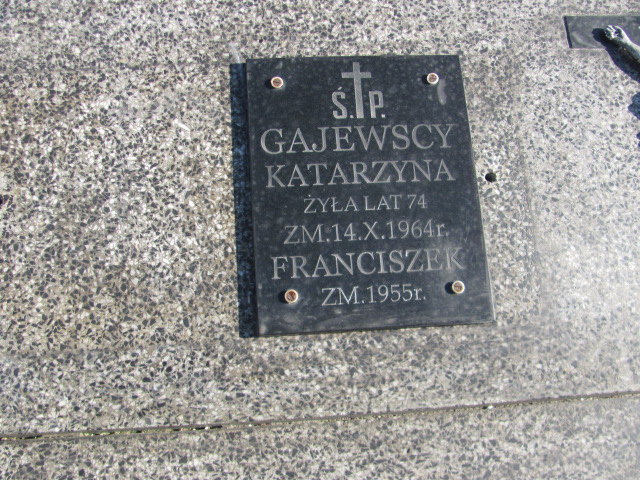 Ś.P.
GAJEWSCY
KATARZYNA
ŻYŁA LAT 74
ZM.14.X.1964r.
FRANCISZEK
ZM.1955r.